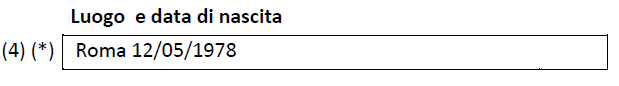 Luogo e data di nascita
(4) (*) Roma 12/05/1978